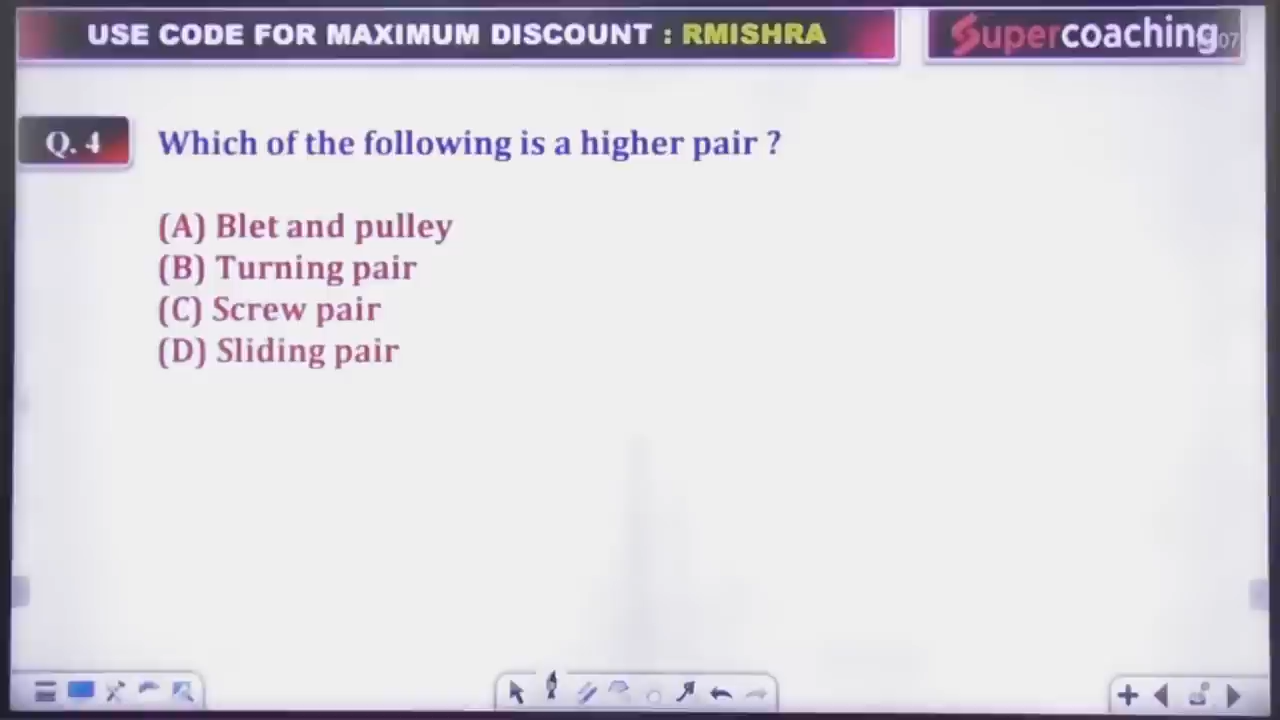 USE CODE FOR MAXIMUM DISCOUNT : RMISHRA
Supercoaching
Q. 4
Which of the following is a higher pair ?
(A) Blet and pulley
(B) Turning pair
(C) Screw pair
(D) Sliding pair